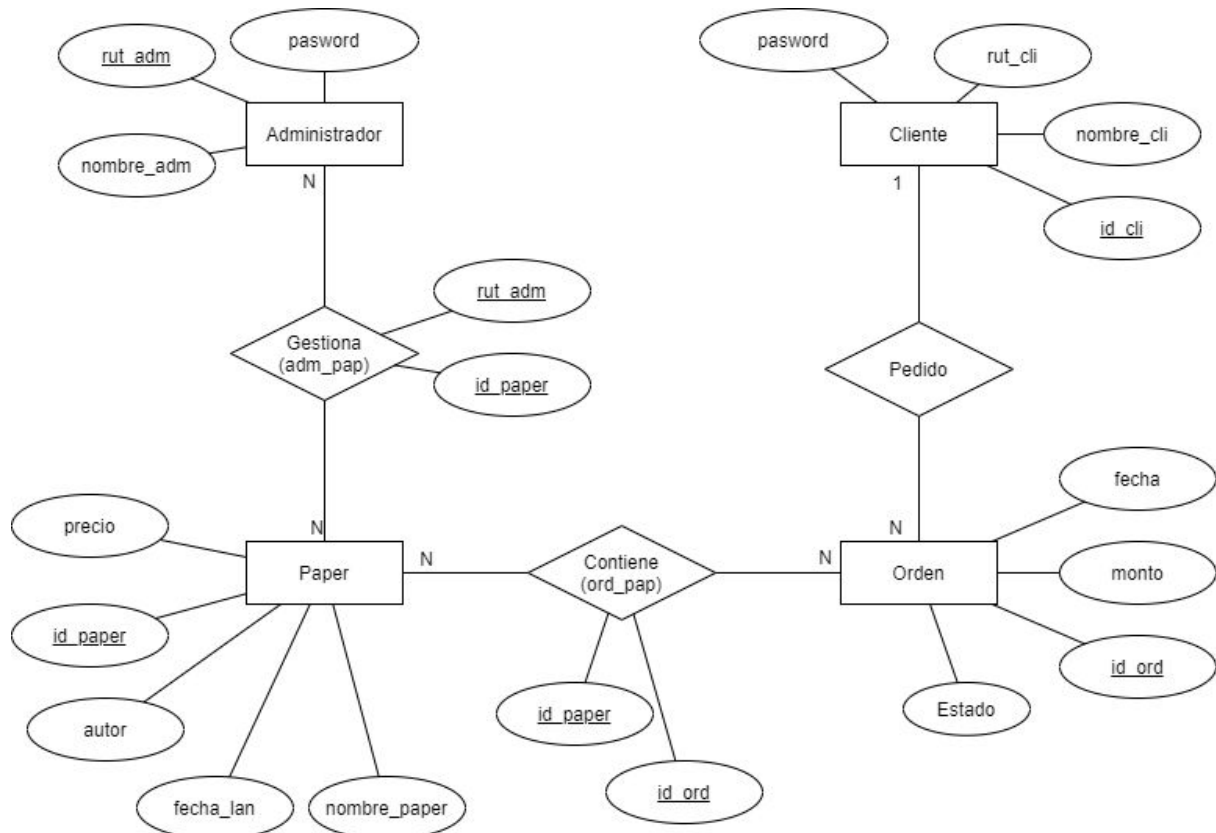 pasword
rut_adm
Administrador
nombre_adm
N
pasword
rut_cli
Cliente
nombre_cli
1
id_cli
rut_adm
Gestiona
(adm_pap)
id_paper
Pedido
N
N
precio
Paper
N
Contiene
(ord_pap)
N
Orden
fecha
monto
id_paper
id_ord
autor
id_paper
Estado
fecha_lan
nombre_paper
id_ord